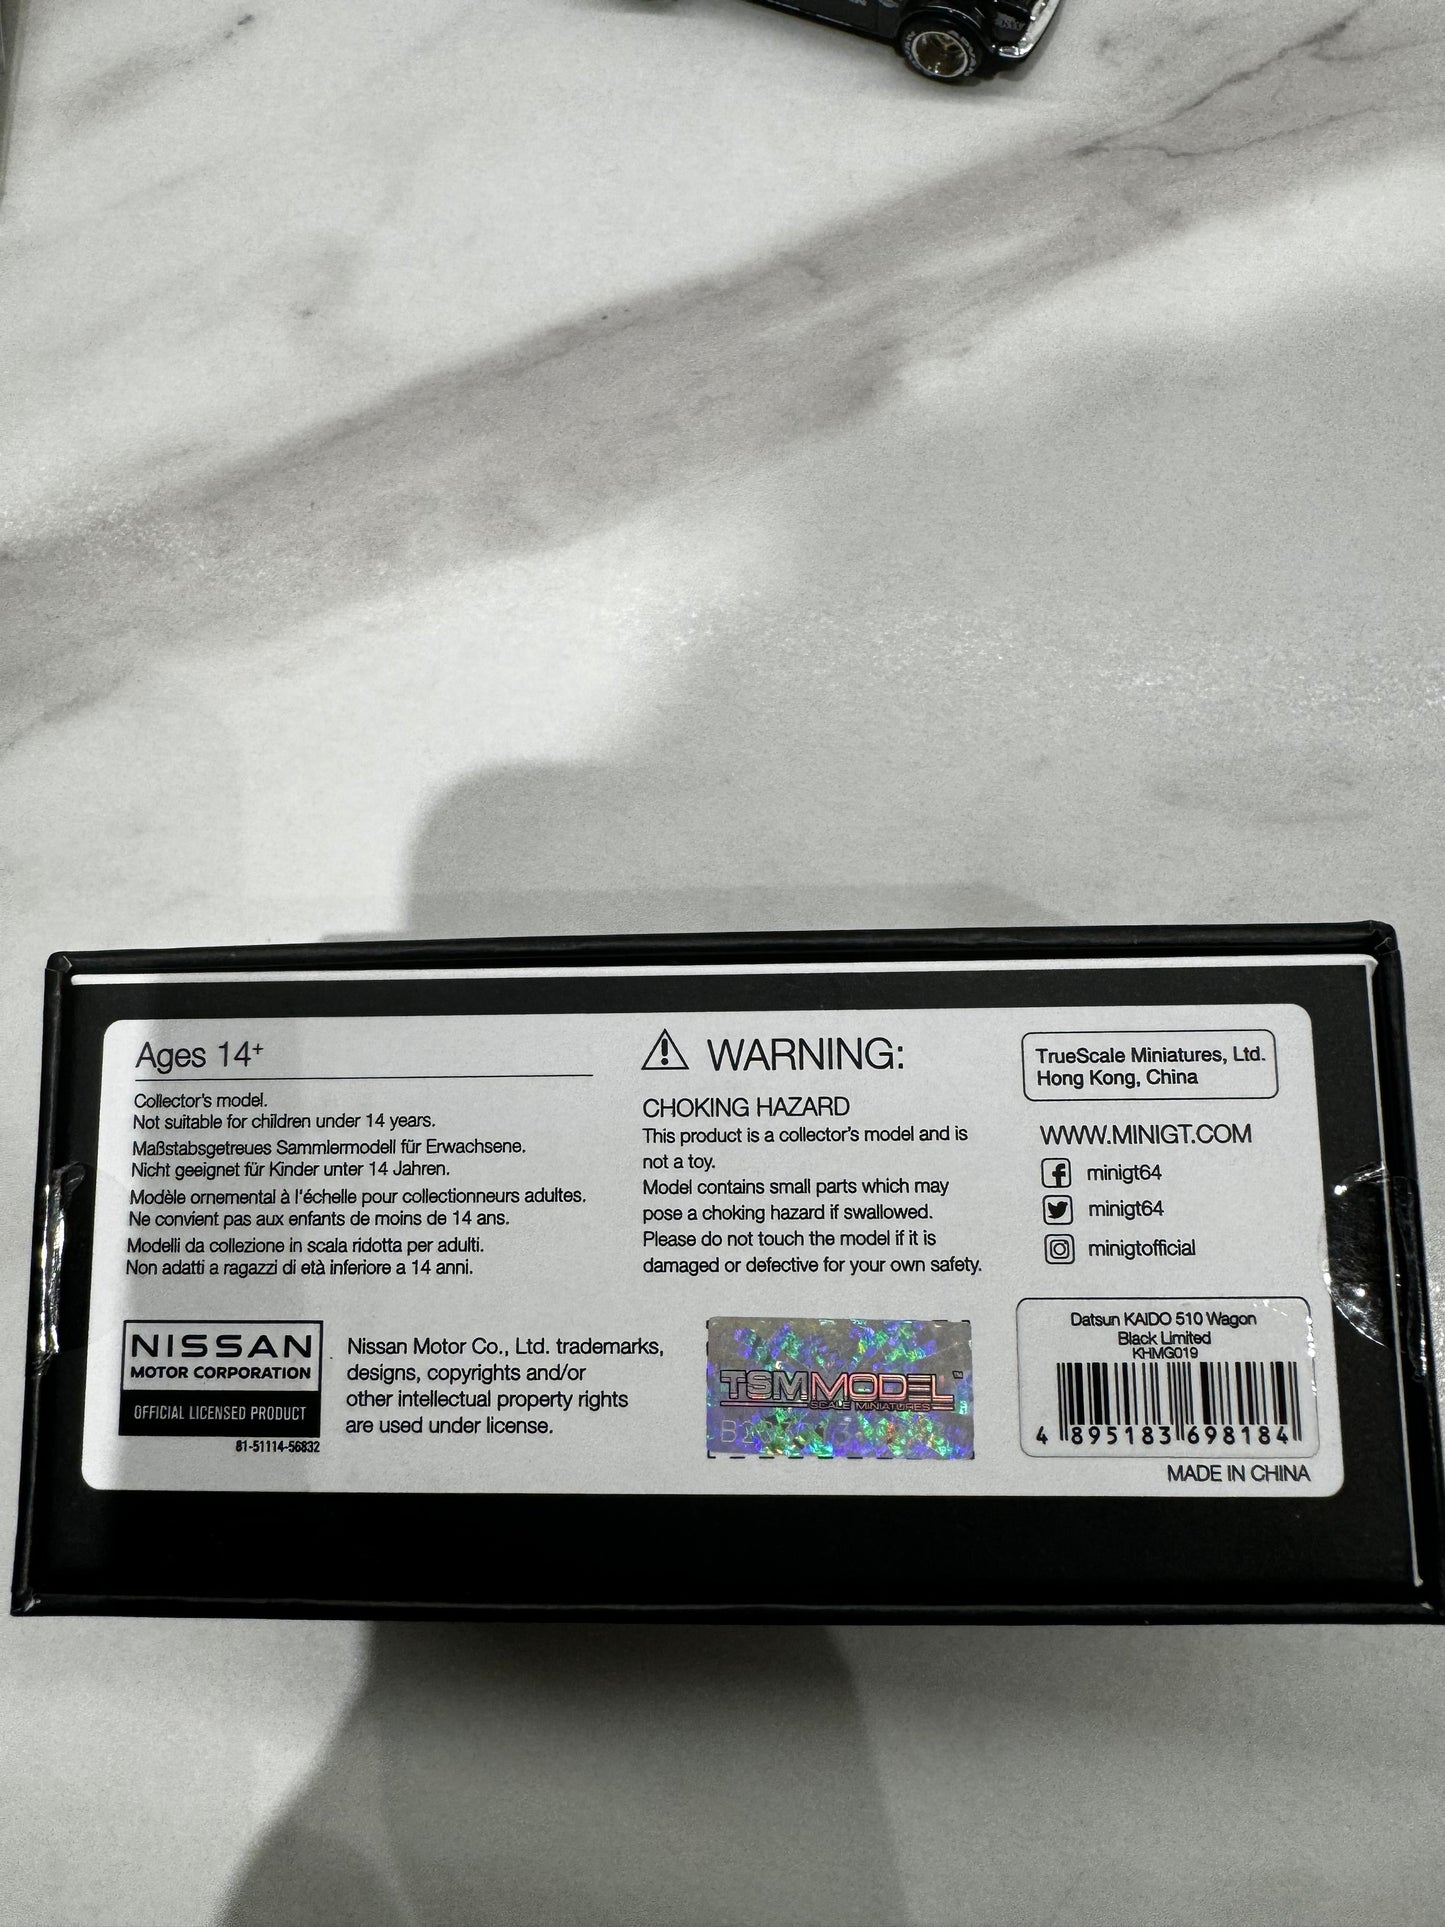 Ages 14+
Collector's model.
Not suitable for children under 14 years.
Maßstabsgetreues Sammlermodell für Erwachsene.
Nicht geeignet für Kinder unter 14 Jahren.
Modèle ornemental à l'échelle pour collectionneurs adultes.
Ne convient pas aux enfants de moins de 14 ans.
Modelli da collezione in scala ridotta per adulti.
Non adatti a ragazzi di età inferiore a 14 anni.
NISSAN
MOTOR CORPORATION
OFFICIAL LICENSED PRODUCT
81-51114-56832
Nissan Motor Co., Ltd. trademarks,
designs, copyrights and/or
other intellectual property rights
are used under license.
WARNING:
CHOKING HAZARD
This product is a collector's model and is
not a toy.
Model contains small parts which may
pose a choking hazard if swallowed.
Please do not touch the model if it is
damaged or defective for your own safety.
TSM MODEL™
SCALE MINIATURES
TrueScale Miniatures, Ltd.
Hong Kong, China
WWW.MINIGT.COM
minigt64
minigt64
minigtofficial
Datsun KAIDO 510 Wagon
Black Limited
KHMG019
4 895183 698184
MADE IN CHINA